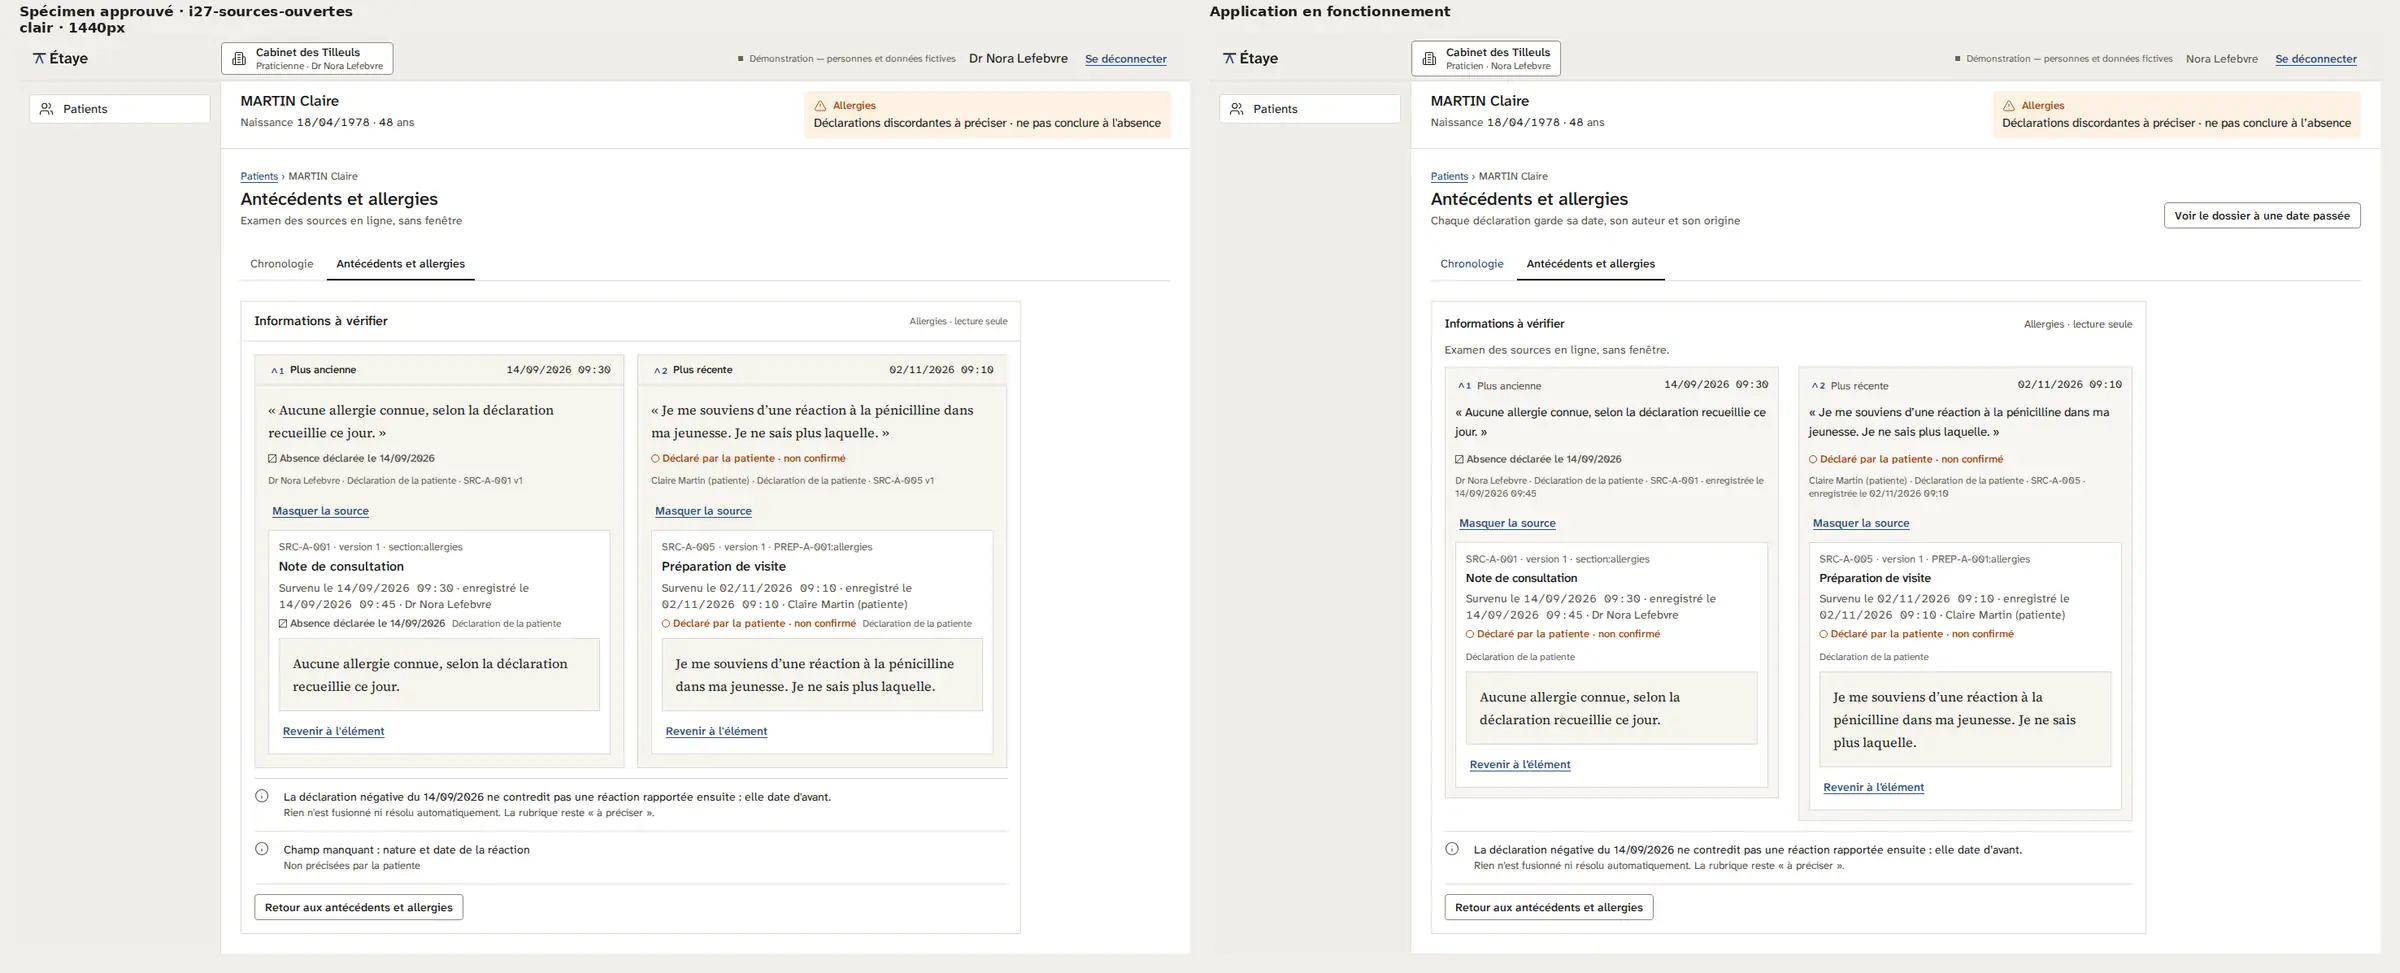 Spécimen approuvé · i27-sources-ouvertes
clair · 1440px
Étaye
Cabinet des Tilleuls
Praticienne · Dr Nora Lefebvre
Démonstration — personnes et données fictives
Dr Nora Lefebvre
Se déconnecter
Patients
MARTIN Claire
Naissance 18/04/1978 · 48 ans
Allergies
Déclarations discordantes à préciser · ne pas conclure à l'absence
Patients › MARTIN Claire
Antécédents et allergies
Examen des sources en ligne, sans fenêtre
Chronologie
Antécédents et allergies
Informations à vérifier
Allergies · lecture seule
^1 Plus ancienne
14/09/2026 09:30
« Aucune allergie connue, selon la déclaration
recueillie ce jour. »
Absence déclarée le 14/09/2026
Dr Nora Lefebvre · Déclaration de la patiente · SRC-A-001 v1
Masquer la source
SRC-A-001 · version 1 · section:allergies
Note de consultation
Survenu le 14/09/2026 09:30 · enregistré le
14/09/2026 09:45 · Dr Nora Lefebvre
Absence déclarée le 14/09/2026 Déclaration de la patiente
Aucune allergie connue, selon la déclaration
recueillie ce jour.
Revenir à l'élément
^2 Plus récente
02/11/2026 09:10
« Je me souviens d’une réaction à la pénicilline dans
ma jeunesse. Je ne sais plus laquelle. »
Déclaré par la patiente · non confirmé
Claire Martin (patiente) · Déclaration de la patiente · SRC-A-005 v1
Masquer la source
SRC-A-005 · version 1 · PREP-A-001:allergies
Préparation de visite
Survenu le 02/11/2026 09:10 · enregistré le
02/11/2026 09:10 · Claire Martin (patiente)
Déclaré par la patiente · non confirmé Déclaration de la patiente
Je me souviens d’une réaction à la pénicilline
dans ma jeunesse. Je ne sais plus laquelle.
Revenir à l'élément
La déclaration négative du 14/09/2026 ne contredit pas une réaction rapportée ensuite : elle date d'avant.
Rien n'est fusionné ni résolu automatiquement. La rubrique reste « à préciser ».
Champ manquant : nature et date de la réaction
Non précisées par la patiente
Retour aux antécédents et allergies
Application en fonctionnement
Étaye
Cabinet des Tilleuls
Praticien · Nora Lefebvre
Démonstration — personnes et données fictives
Nora Lefebvre
Se déconnecter
Patients
MARTIN Claire
Naissance 18/04/1978 · 48 ans
Allergies
Déclarations discordantes à préciser · ne pas conclure à l’absence
Patients › MARTIN Claire
Antécédents et allergies
Chaque déclaration garde sa date, son auteur et son origine
Voir le dossier à une date passée
Chronologie
Antécédents et allergies
Informations à vérifier
Allergies · lecture seule
Examen des sources en ligne, sans fenêtre.
^1 Plus ancienne
14/09/2026 09:30
« Aucune allergie connue, selon la déclaration recueillie ce
jour. »
Absence déclarée le 14/09/2026
Dr Nora Lefebvre · Déclaration de la patiente · SRC-A-001 · enregistrée le
14/09/2026 09:45
Masquer la source
SRC-A-001 · version 1 · section:allergies
Note de consultation
Survenu le 14/09/2026 09:30 · enregistré le
14/09/2026 09:45 · Dr Nora Lefebvre
Déclaré par la patiente · non confirmé
Déclaration de la patiente
Aucune allergie connue, selon la
déclaration recueillie ce jour.
Revenir à l’élément
^2 Plus récente
02/11/2026 09:10
« Je me souviens d’une réaction à la pénicilline dans ma
jeunesse. Je ne sais plus laquelle. »
Déclaré par la patiente · non confirmé
Claire Martin (patiente) · Déclaration de la patiente · SRC-A-005 ·
enregistrée le 02/11/2026 09:10
Masquer la source
SRC-A-005 · version 1 · PREP-A-001:allergies
Préparation de visite
Survenu le 02/11/2026 09:10 · enregistré le
02/11/2026 09:10 · Claire Martin (patiente)
Déclaré par la patiente · non confirmé
Déclaration de la patiente
Je me souviens d’une réaction à la
pénicilline dans ma jeunesse. Je ne sais
plus laquelle.
Revenir à l’élément
La déclaration négative du 14/09/2026 ne contredit pas une réaction rapportée ensuite : elle date d’avant.
Rien n’est fusionné ni résolu automatiquement. La rubrique reste « à préciser ».
Retour aux antécédents et allergies